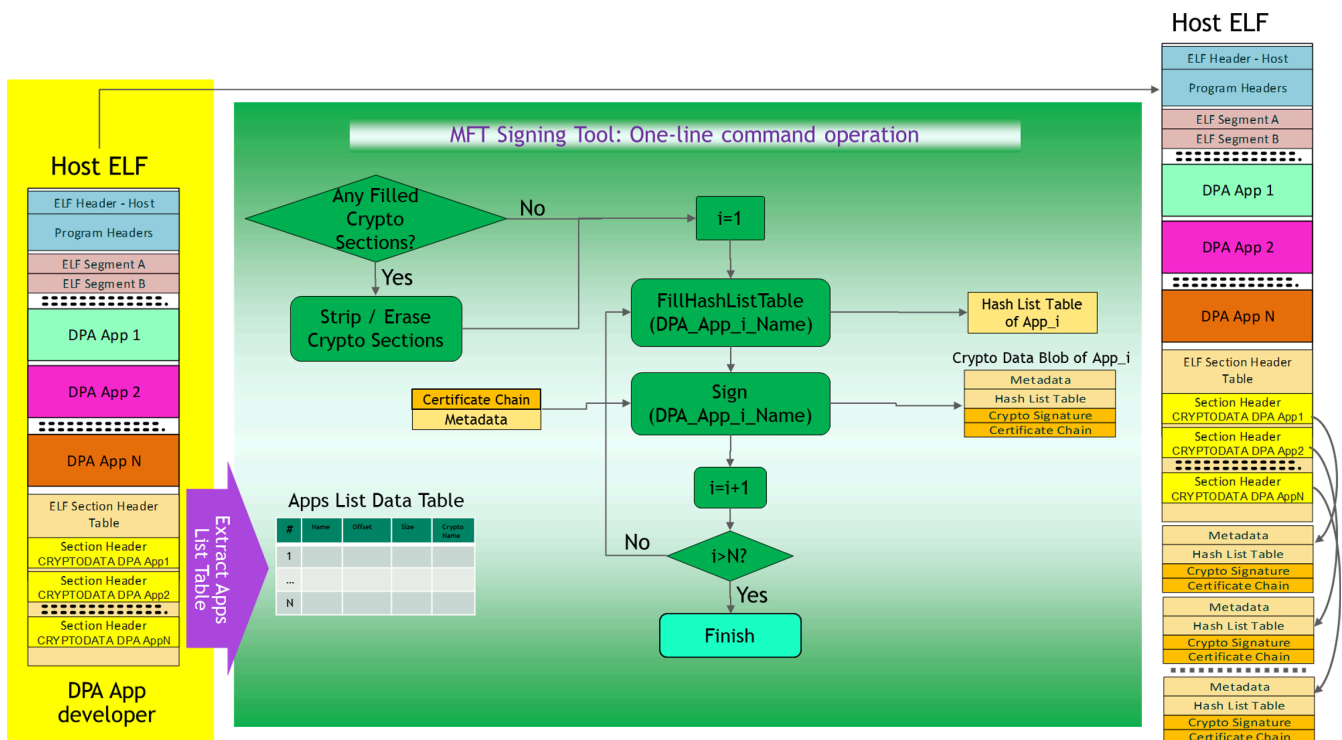 Host ELF
ELF Header - Host
Program Headers
ELF Segment A
ELF Segment B
DPA App 1
DPA App 2
DPA App N
ELF Section Header
Table
Section Header
CRYPTODATA DPA App1
Section Header
CRYPTODATA DPA App2
Section Header
CRYPTODATA DPA AppN
DPA App
developer
Extract Apps
List Table
MFT Signing Tool: One-line command operation
Any Filled
Crypto
Sections?
No
Yes
Strip / Erase
Crypto Sections
i=1
FillHashListTable
(DPA_App_i_Name)
Hash List Table
of App_i
Certificate Chain
Metadata
Sign
(DPA_App_i_Name)
Crypto Data Blob of App_i
Metadata
Hash List Table
Crypto Signature
Certificate Chain
i=i+1
No
i>N?
Yes
Finish
Apps List Data Table
# Name Offset Size Crypto
Name
1
...
N
Host ELF
ELF Header - Host
Program Headers
ELF Segment A
ELF Segment B
DPA App 1
DPA App 2
DPA App N
ELF Section Header
Table
Section Header
CRYPTODATA DPA App1
Section Header
CRYPTODATA DPA App2
Section Header
CRYPTODATA DPA AppN
Metadata
Hash List Table
Crypto Signature
Certificate Chain
Metadata
Hash List Table
Crypto Signature
Certificate Chain
Metadata
Hash List Table
Crypto Signature
Certificate Chain